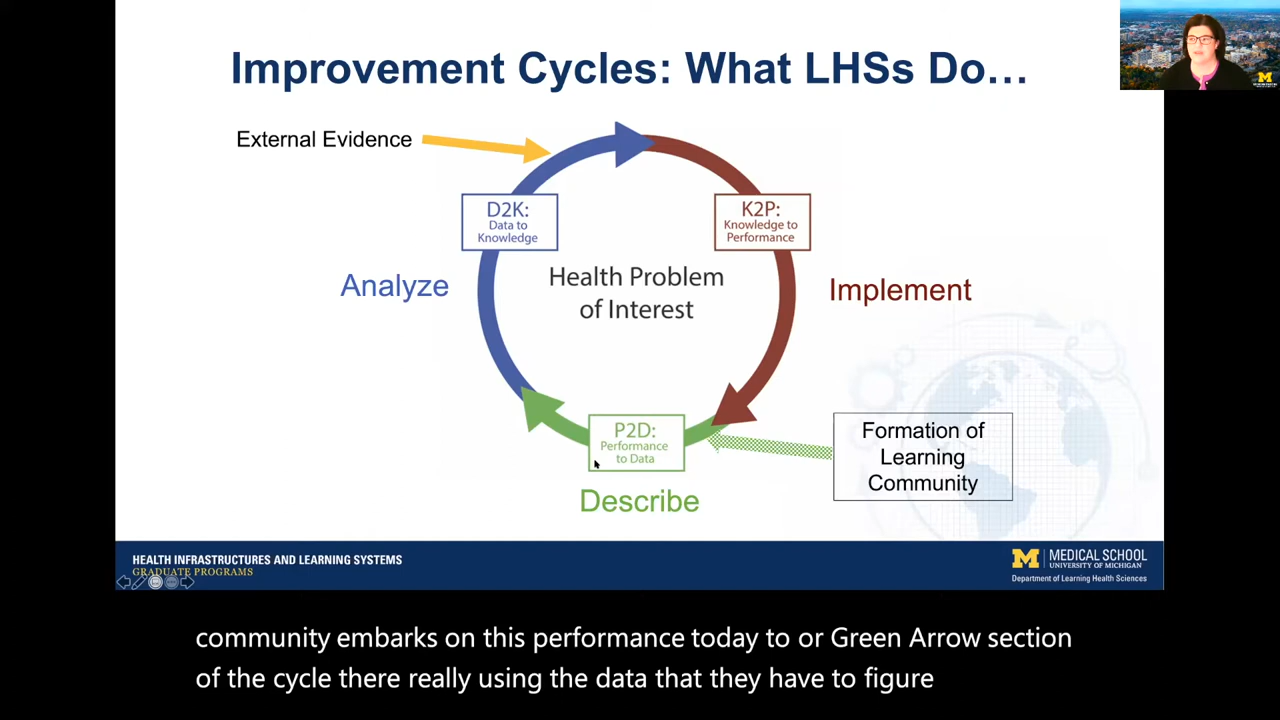 Improvement Cycles: What LHSs Do...
External Evidence
D2K:
Data to
Knowledge
K2P:
Knowledge to
Performance
Analyze
Health Problem
of Interest
Implement
P2D:
Performance
to Data
Formation of
Learning
Community
Describe
HEALTH INFRASTRUCTURES AND LEARNING SYSTEMS
GRADUATE PROGRAMS
M MEDICAL SCHOOL
UNIVERSITY OF MICHIGAN
Department of Learning Health Sciences
community embarks on this performance today to or Green Arrow section
of the cycle there really using the data that they have to figure